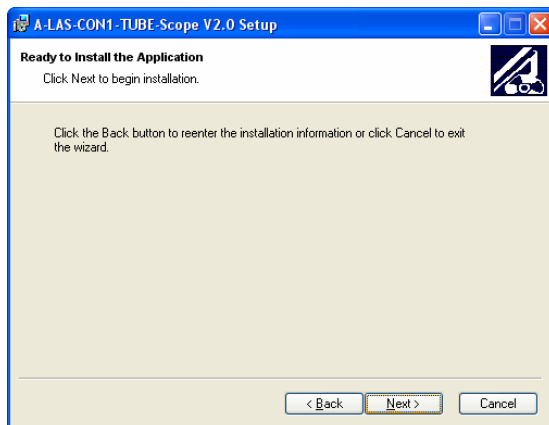 A-LAS-CON1-TUBE-Scope V2.0 Setup
Ready to Install the Application
Click Next to begin installation.
Click the Back button to reenter the installation information or click Cancel to exit
the wizard.
< Back Next > Cancel